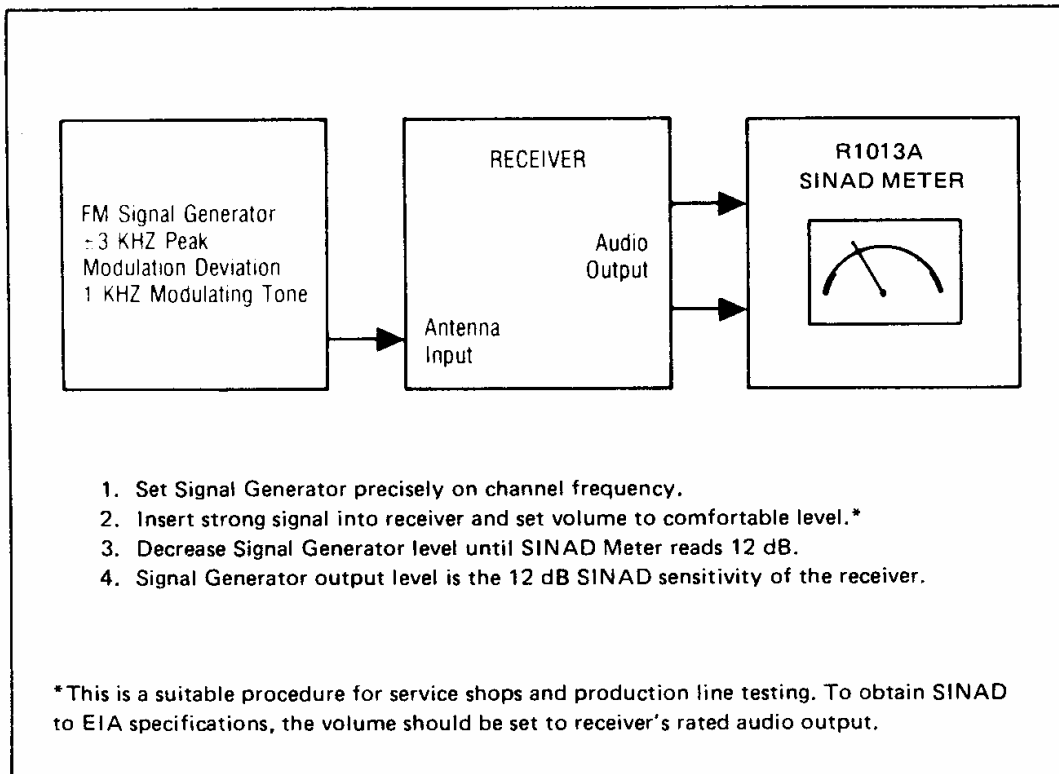 FM Signal Generator
±3 KHZ Peak
Modulation Deviation
1 KHZ Modulating Tone
RECEIVER
Audio
Output
Antenna
Input
R1013A
SINAD METER
1. Set Signal Generator precisely on channel frequency.
2. Insert strong signal into receiver and set volume to comfortable level.*
3. Decrease Signal Generator level until SINAD Meter reads 12 dB.
4. Signal Generator output level is the 12 dB SINAD sensitivity of the receiver.
*This is a suitable procedure for service shops and production line testing. To obtain SINAD
to EIA specifications, the volume should be set to receiver's rated audio output.